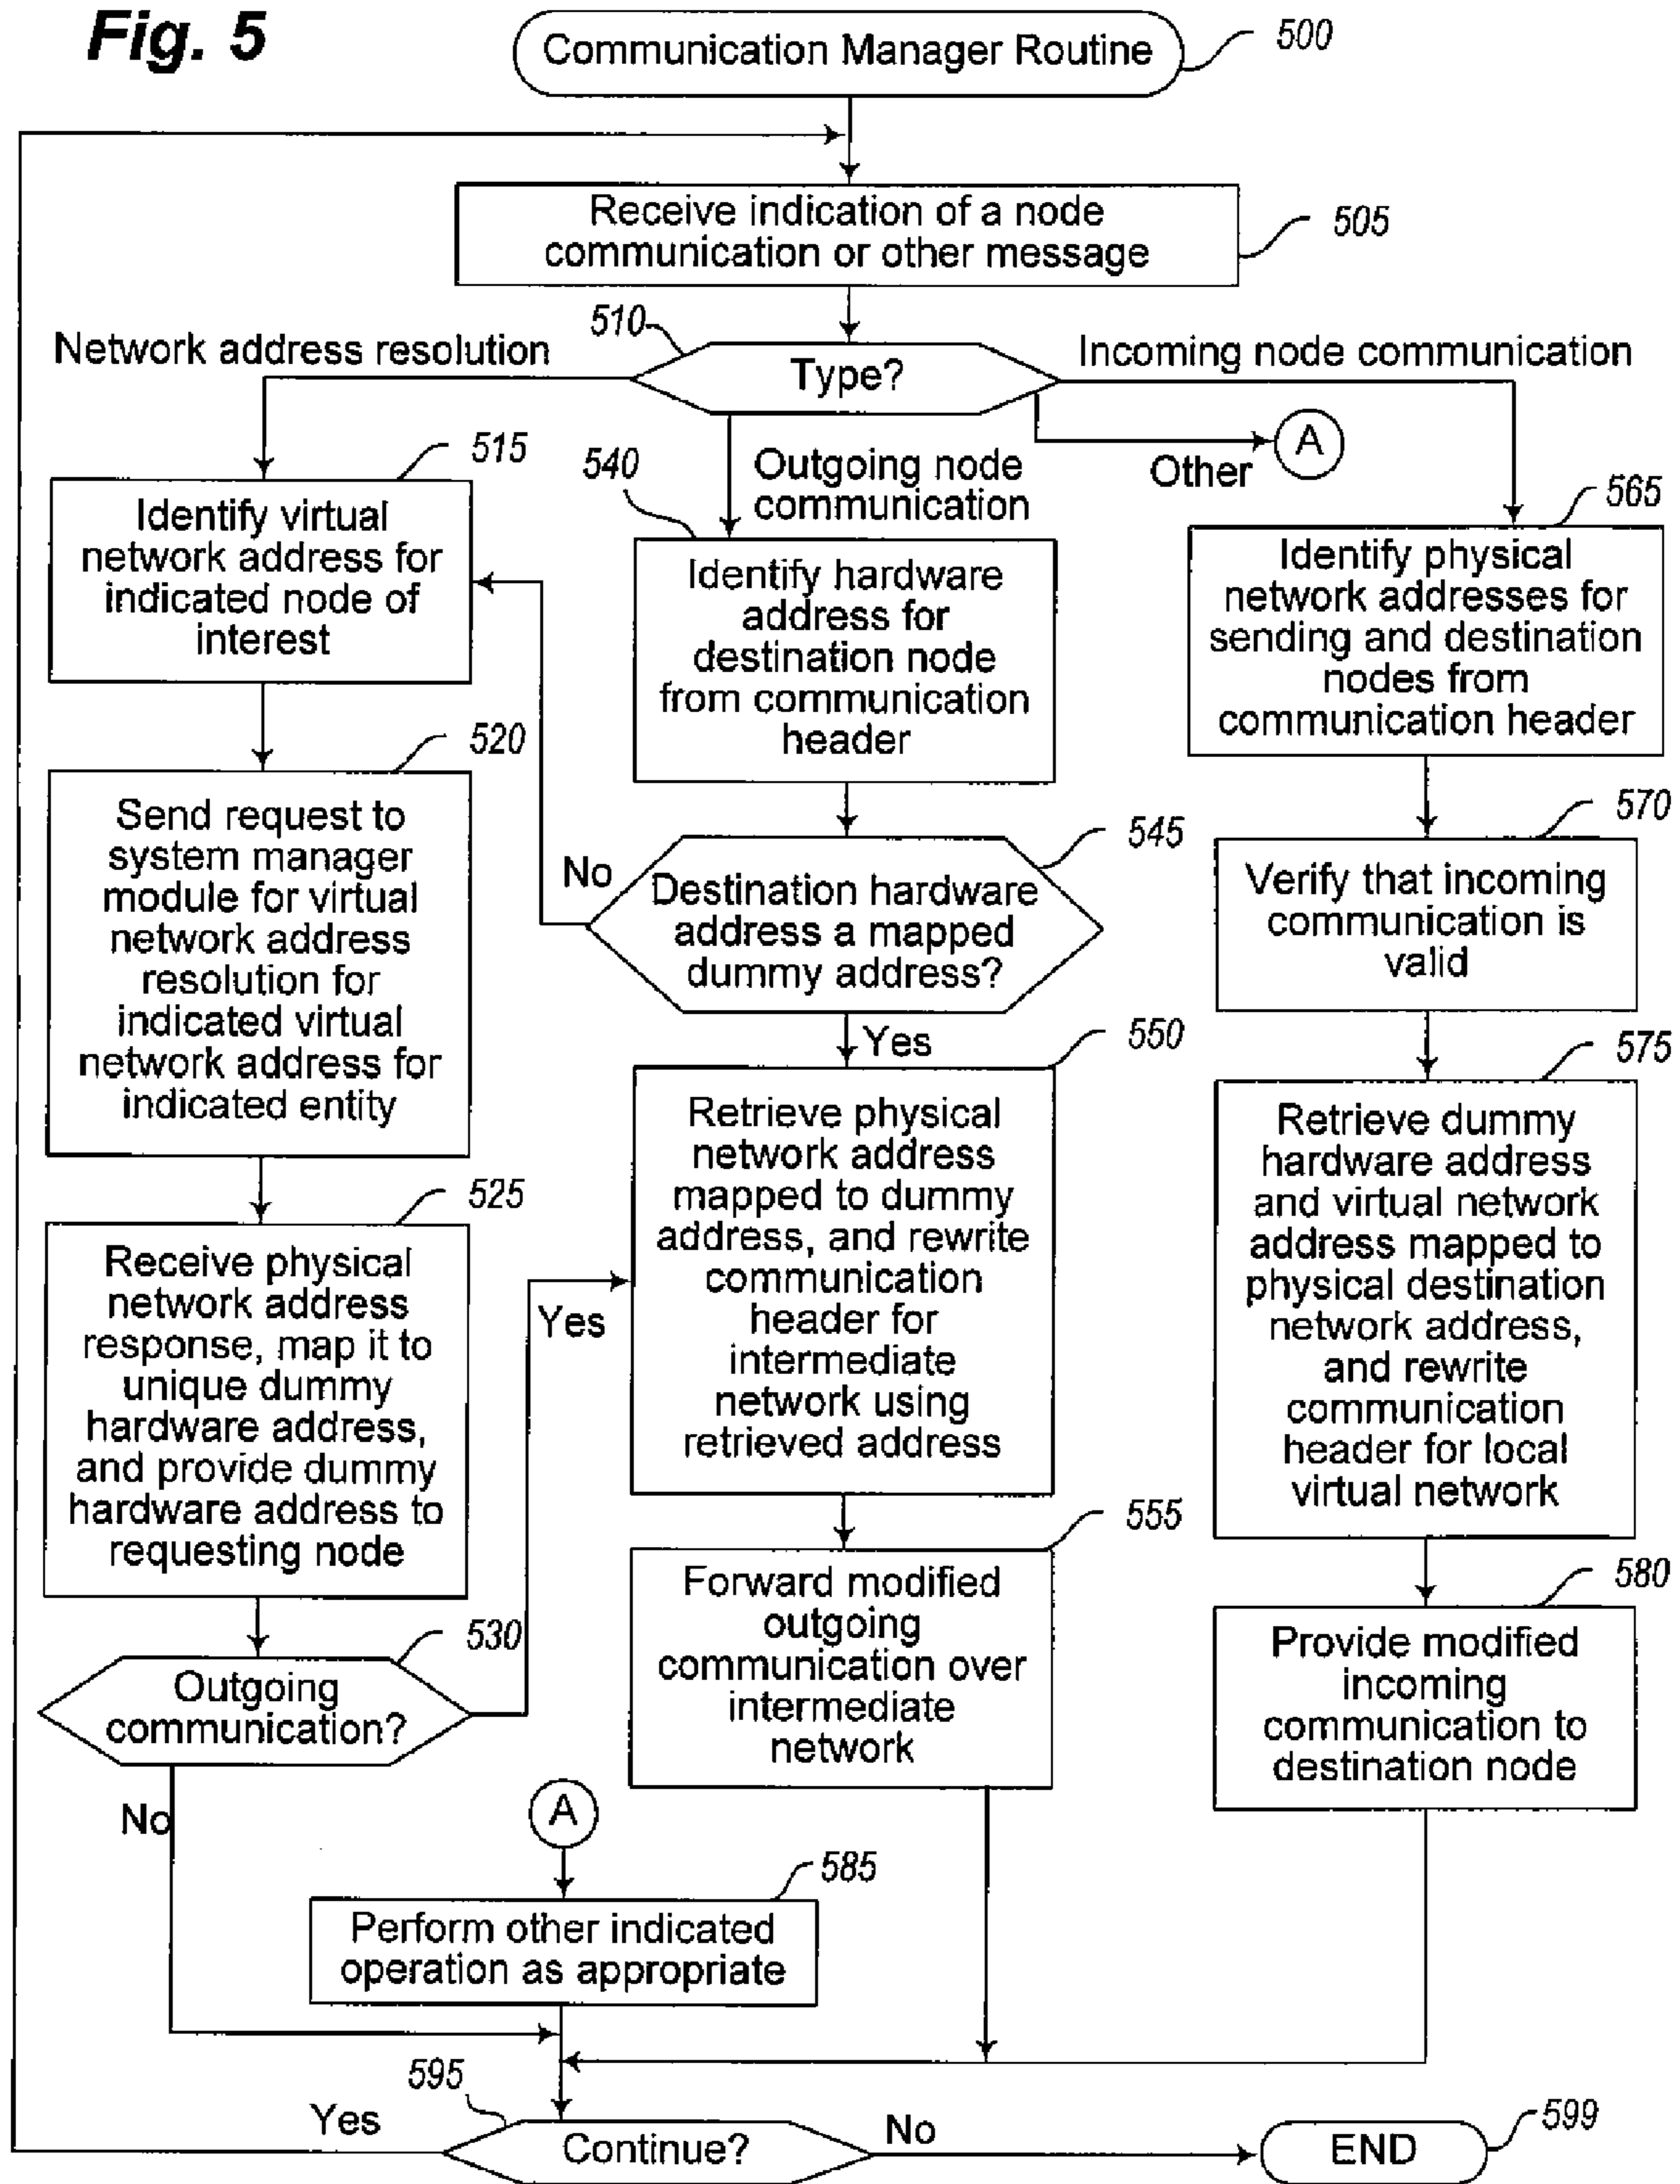 Fig. 5
Communication Manager Routine
500
Receive indication of a node
communication or other message
505
510
Type?
Network address resolution
Incoming node communication
Outgoing node
communication
Other
A
515
Identify virtual
network address for
indicated node of
interest
540
Identify hardware
address for
destination node
from communication
header
565
Identify physical
network addresses for
sending and destination
nodes from
communication header
520
Send request to
system manager
module for virtual
network address
resolution for
indicated virtual
network address for
indicated entity
545
No
Destination hardware
address a mapped
dummy address?
Yes
570
Verify that incoming
communication is
valid
525
Receive physical
network address
response, map it to
unique dummy
hardware address,
and provide dummy
hardware address to
requesting node
550
Retrieve physical
network address
mapped to dummy
address, and rewrite
communication
header for
intermediate
network using
retrieved address
575
Retrieve dummy
hardware address
and virtual network
address mapped to
physical destination
network address,
and rewrite
communication
header for local
virtual network
530
Outgoing
communication?
Yes
No
555
Forward modified
outgoing
communication over
intermediate
network
580
Provide modified
incoming
communication to
destination node
A
585
Perform other indicated
operation as appropriate
595
Continue?
Yes
No
END
599